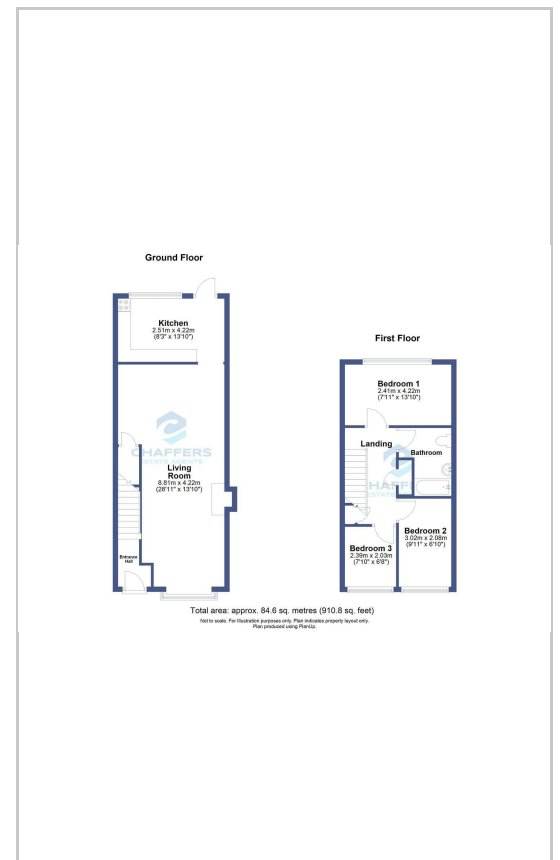 Ground Floor
Kitchen
2.51m x 4.22m
(8'3" x 13'10")
CHAFFERS
ESTATE AGENTS
Living
Room
8.81m x 4.22m
(28'11" x 13'10")
Entrance
Hall
First Floor
Bedroom 1
2.41m x 4.22m
(7'11" x 13'10")
Landing
Bathroom
CHAFF
ESTATE
Bedroom 2
3.02m x 2.08m
(9'11" x 6'10")
Bedroom 3
2.39m x 2.03m
(7'10" x 6'8")
Total area: approx. 84.6 sq. metres (910.8 sq. feet)
Not to scale. For Illustration purposes only. Plan indicates property layout only.
Plan produced using PlanUp.